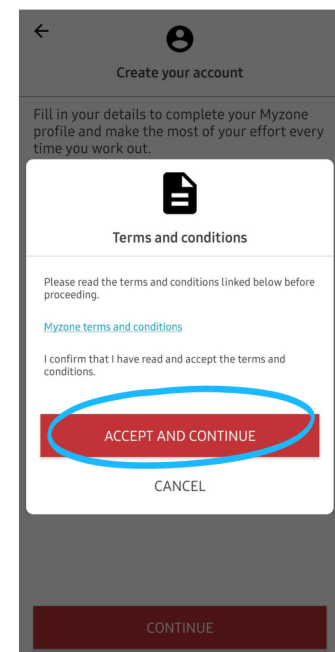 Create your account
Fill in your details to complete your Myzone
profile and make the most of your effort every
time you work out.
Terms and conditions
Please read the terms and conditions linked below before
proceeding.
Myzone terms and conditions
I confirm that I have read and accept the terms and
conditions.
ACCEPT AND CONTINUE
CANCEL
CONTINUE